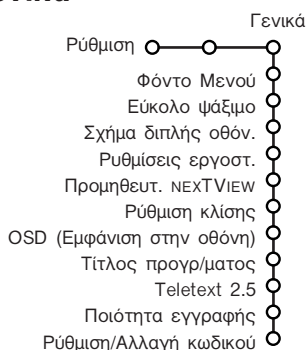 Γενικά
Ρύθμιση
Φόντο Μενού
Εύκολο ψάξιμο
Σχήμα διπλής οθόν.
Ρυθμίσεις εργοστ.
Προμηθευτ. NEXTVIEW
Ρύθμιση κλίσης
OSD (Εμφάνιση στην οθόνη)
Τίτλος προγρ/ματος
Teletext 2.5
Ποιότητα εγγραφής
Ρύθμιση/Αλλαγή κωδικού